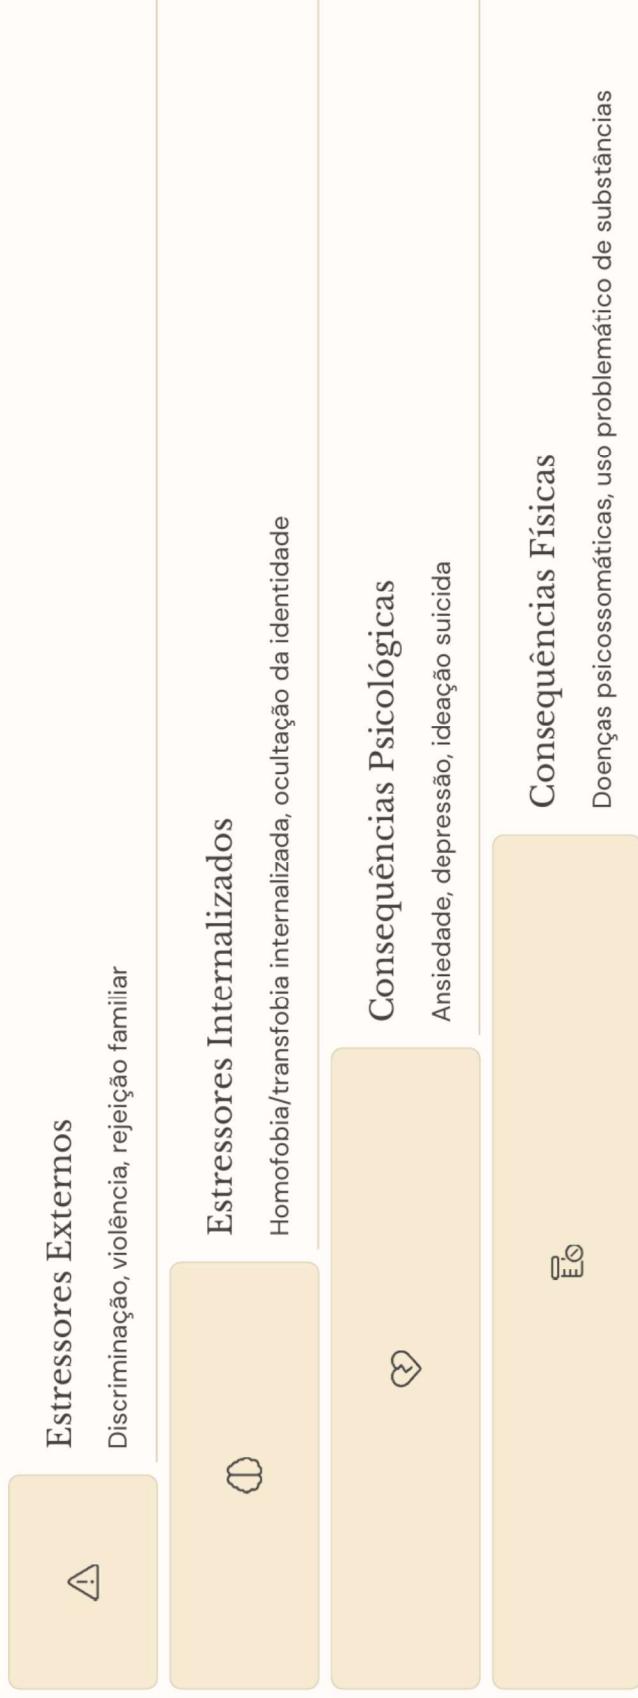 Estressores Externos
Discriminação, violência, rejeição familiar
Estressores Internalizados
Homofobia/transfobia internalizada, ocultação da identidade
Consequências Psicológicas
Ansiedade, depressão, ideação suicida
Consequências Físicas
Doenças psicossomáticas, uso problemático de substâncias